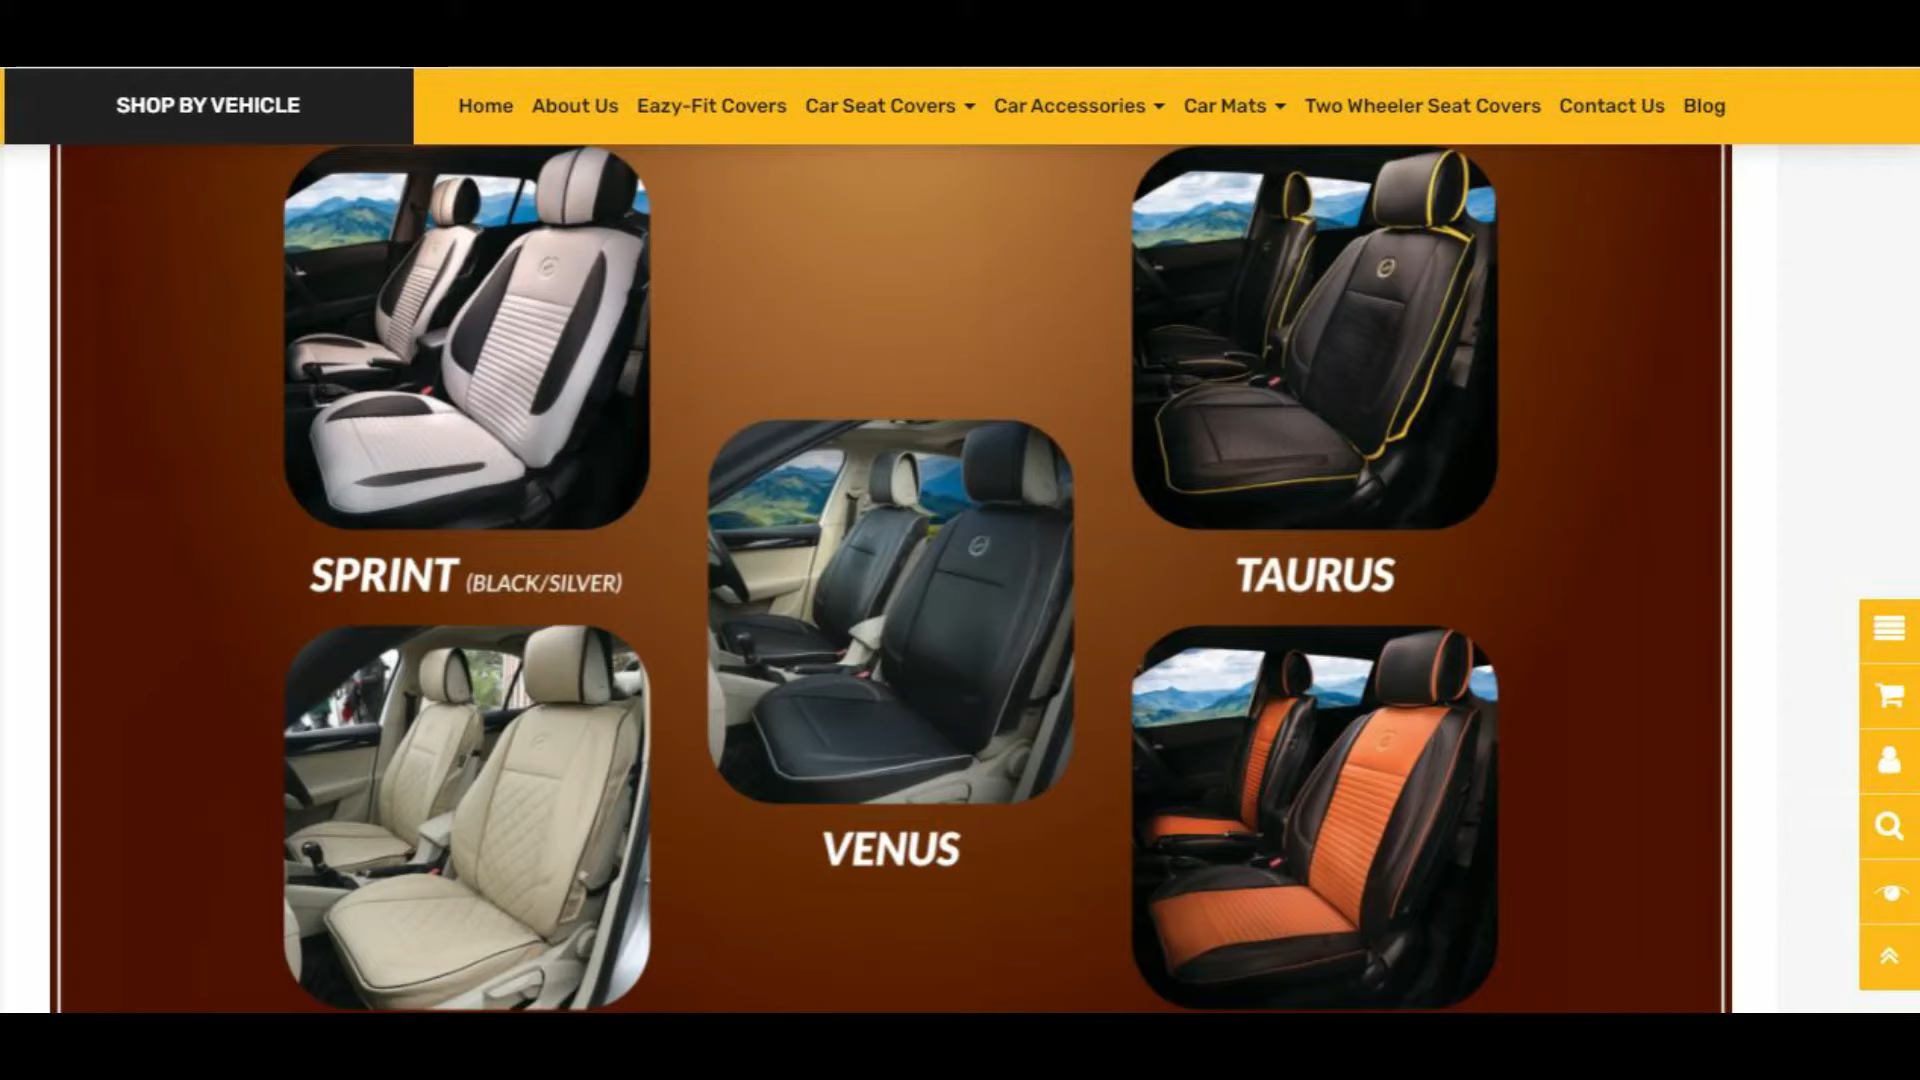 SHOP BY VEHICLE
Home About Us Eazy-Fit Covers Car Seat Covers Car Accessories Car Mats Two Wheeler Seat Covers Contact Us Blog
SPRINT (BLACK/SILVER)
TAURUS
VENUS